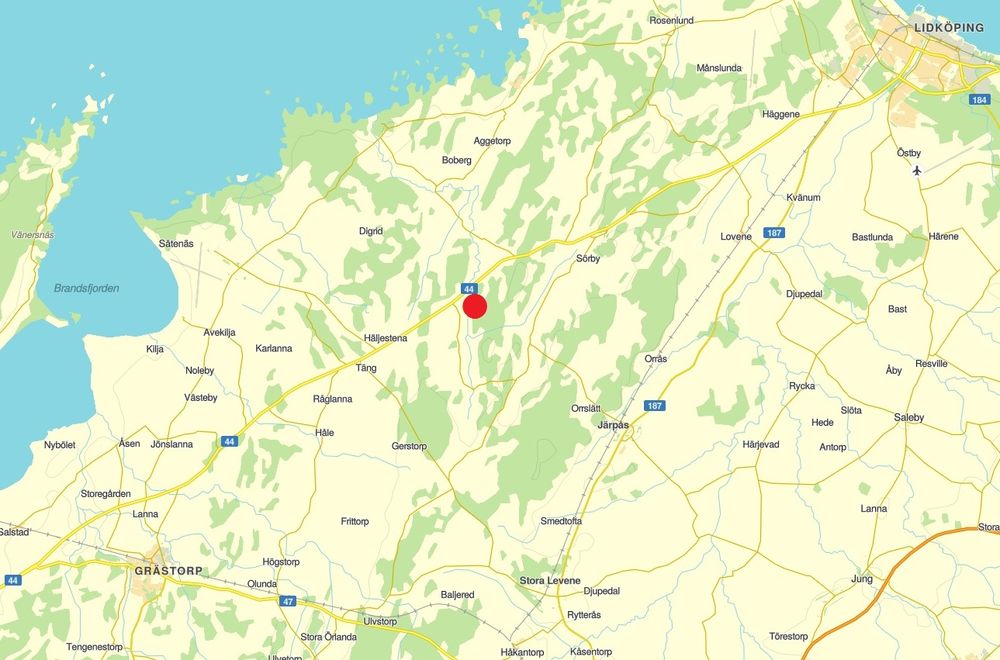 Rosenlund
LIDKÖPING
Månslunda
184
Häggene
Aggetorp
Boberg
Östby
Kvänum
Vänersnäs
Digrid
Såtenäs
187
Lovene
Bastlunda
Härene
Sörby
Brandsfjorden
44
Djupedal
Bast
Avekilja
Häljestena
Kilja
Karlanna
Orrås
Resville
Noleby
Tång
Åby
Rycka
Västeby
Råglanna
187
Orrslätt
Slöta
Saleby
Hede
Järpås
Håle
Nybölet
Åsen
Jönslanna
44
Gerstorp
Härjevad
Antorp
Storegården
Lanna
Lanna
Frittorp
Smedtofta
Salstad
Stora
Högstorp
GRÄSTORP
44
Olunda
Stora Levene
Jung
Djupedal
Baljered
47
Rytterås
Ulvstorp
Stora Örlanda
Törestorp
Tengenestorp
Håkantorp
Kåsentorp
Ulvetorp